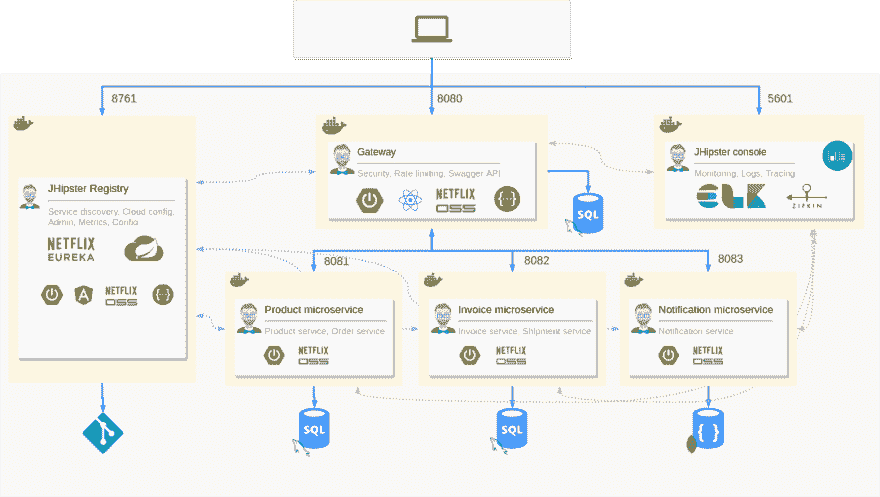 8761
8080
5601
Gateway
Security, Rate limiting, Swagger API
NETFLIX
OSS
{···}
JHipster console
Monitoring, Logs, Tracing
ELK
ZIPKIN
JHipster Registry
Service discovery, Cloud config,
Admin, Metrics, Config
NETFLIX
EUREKA
A
NETFLIX
OSS
{···}
SQL
8081
8082
8083
Product microservice
Product service, Order service
NETFLIX
OSS
Invoice microservice
Invoice service, Shipment service
NETFLIX
OSS
Notification microservice
Notification service
NETFLIX
OSS
SQL
SQL
{ }